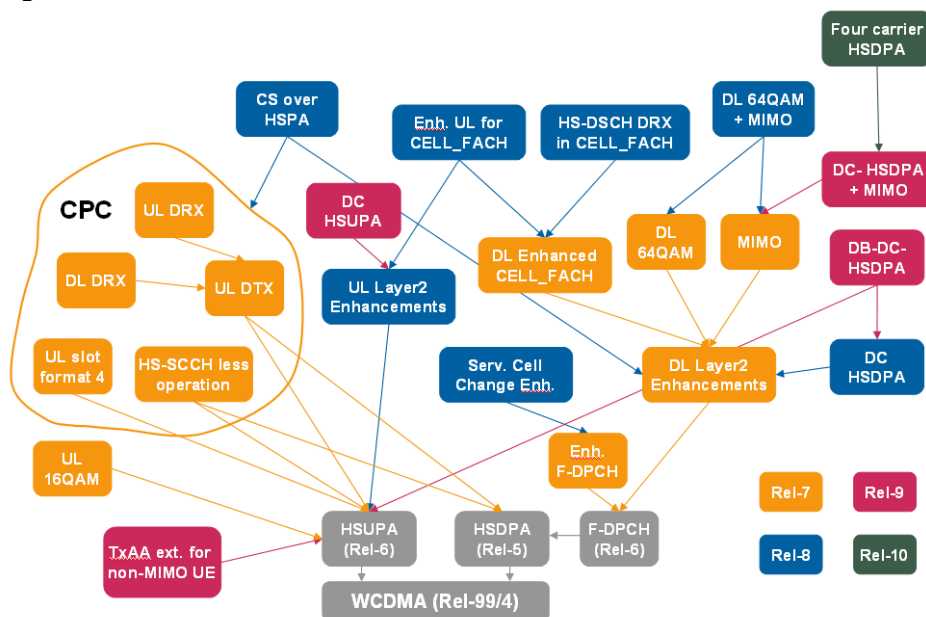 Four carrier
HSDPA
CS over
HSPA
Enh. UL for
CELL_FACH
HS-DSCH DRX
in CELL_FACH
DL 64QAM
+ MIMO
CPC
UL DRX
DC
HSUPA
DC- HSDPA
+ MIMO
DL DRX
UL DTX
UL Layer2
Enhancements
DL Enhanced
CELL_FACH
DL
64QAM
MIMO
DB-DC-
HSDPA
UL slot
format 4
HS-SCCH less
operation
Serv. Cell
Change Enh.
DL Layer2
Enhancements
DC
HSDPA
UL
16QAM
Enh.
F-DPCH
Rel-7
Rel-9
TxAA ext. for
non-MIMO UE
HSUPA
(Rel-6)
HSDPA
(Rel-5)
F-DPCH
(Rel-6)
Rel-8
Rel-10
WCDMA (Rel-99/4)